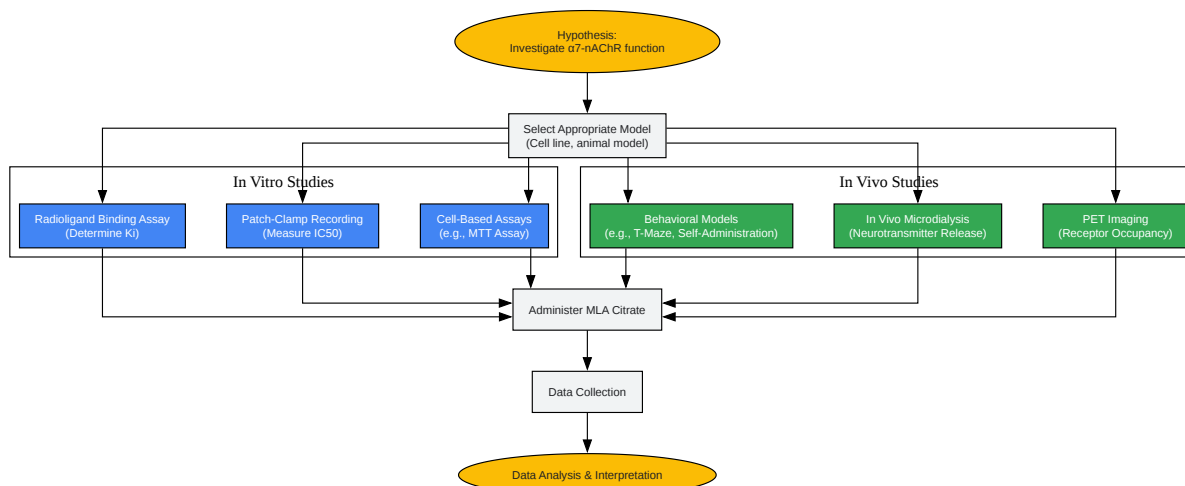 Hypothesis:
Investigate α7-nAChR function
Select Appropriate Model
(Cell line, animal model)
In Vitro Studies
In Vivo Studies
Radioligand Binding Assay
(Determine Ki)
Patch-Clamp Recording
(Measure IC50)
Cell-Based Assays
(e.g., MTT Assay)
Behavioral Models
(e.g., T-Maze, Self-Administration)
In Vivo Microdialysis
(Neurotransmitter Release)
PET Imaging
(Receptor Occupancy)
Administer MLA Citrate
Data Collection
Data Analysis & Interpretation